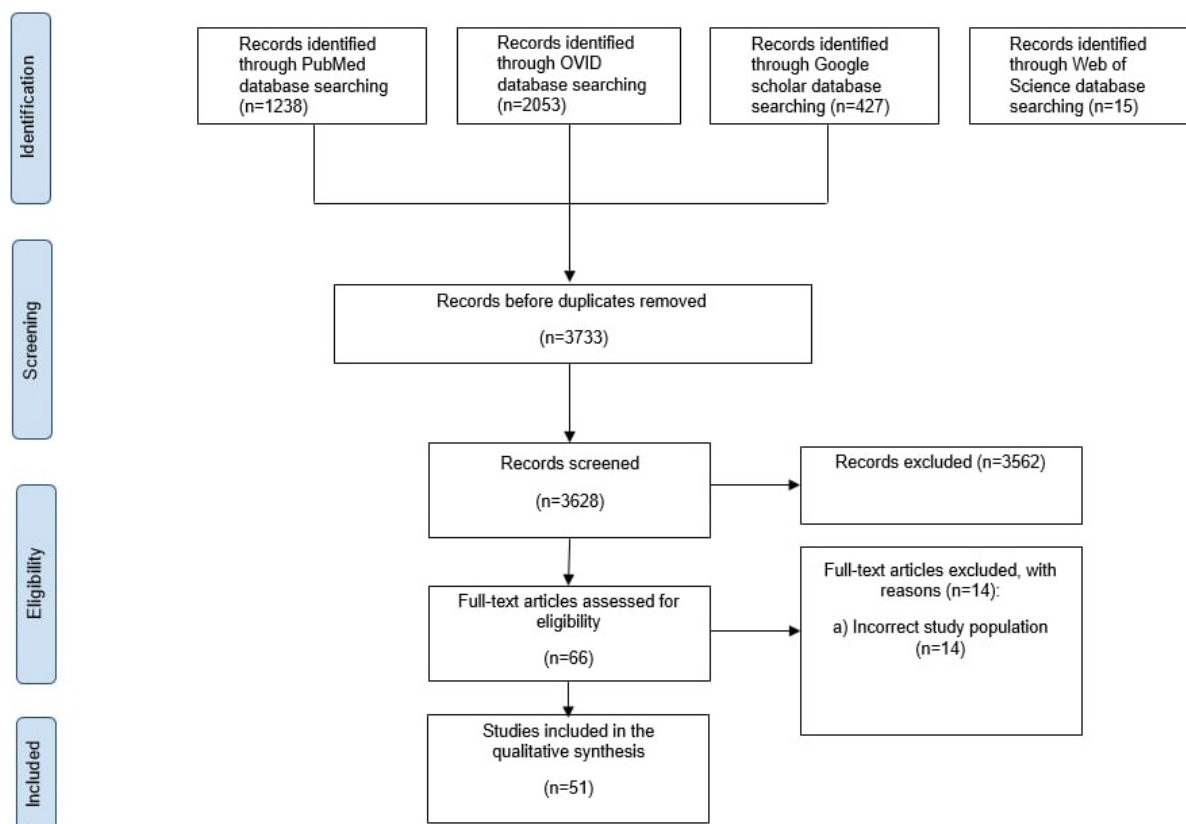 Identification
Records identified
through PubMed
database searching
(n=1238)
Records identified
through OVID
database searching
(n=2053)
Records identified
through Google
scholar database
searching (n=427)
Records identified
through Web of
Science database
searching (n=15)
Screening
Records before duplicates removed
(n=3733)
Records screened
(n=3628)
Records excluded (n=3562)
Eligibility
Full-text articles assessed for
eligibility
(n=66)
Full-text articles excluded, with
reasons (n=14):
a) Incorrect study population
(n=14)
Included
Studies included in the
qualitative synthesis
(n=51)